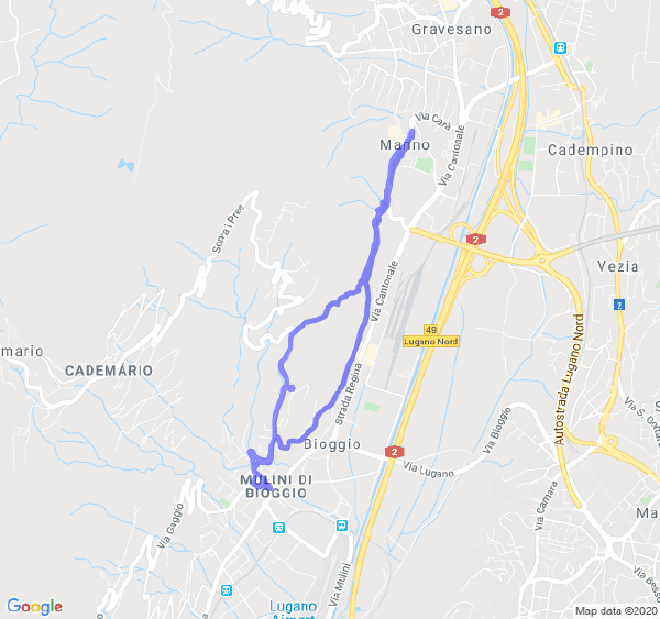 2
Gravesano
Via Carà
Manno
Via Cantonale
Cadempino
2
Sopra i Pree
Vezia
Via Cantonale
2
49
Lugano Nord
Autostrada Lugano Nord
mario
CADEMARIO
Strada Regina
Via S. Gottardo
Via Bioggio
Bioggio
2
Via Lugano
MULINI DI
BIOGGIO
Via Cattana
Ma
Via Gaggio
Via Mulini
Via Besso
Lugano
Airport
Google
Map data ©2020